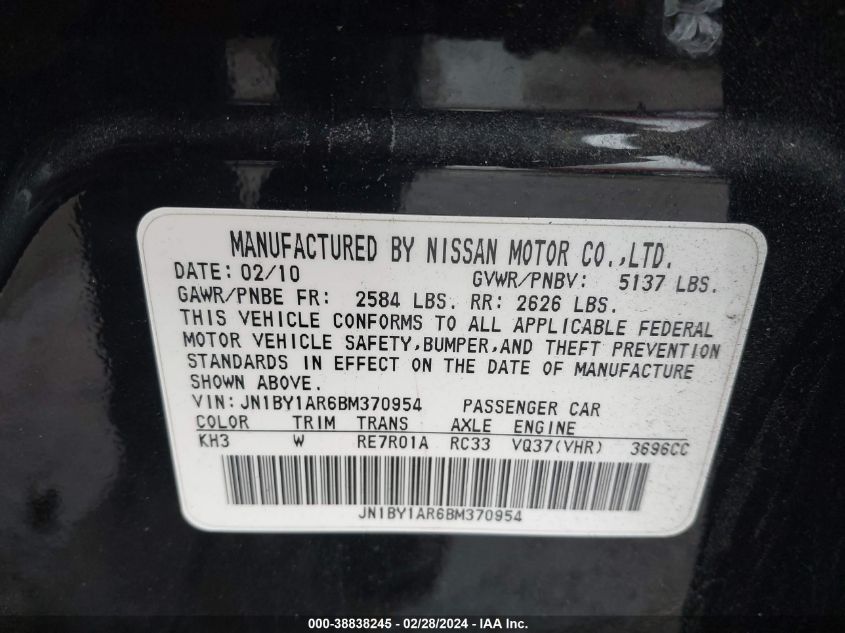 MANUFACTURED BY NISSAN MOTOR CO.,LTD.
DATE: 02/10 GVWR/PNBV: 5137 LBS.
GAWR/PNBE FR: 2584 LBS. RR: 2626 LBS.
THIS VEHICLE CONFORMS TO ALL APPLICABLE FEDERAL
MOTOR VEHICLE SAFETY,BUMPER,AND THEFT PREVENTION
STANDARDS IN EFFECT ON THE DATE OF MANUFACTURE
SHOWN ABOVE.
VIN: JN1BY1AR6BM370954 PASSENGER CAR
COLOR TRIM TRANS AXLE ENGINE
KH3 W RE7R01A RC33 VQ37(VHR) 3696CC
JN1BY1AR6BM370954
000-38838245 - 02/28/2024 - IAA Inc.